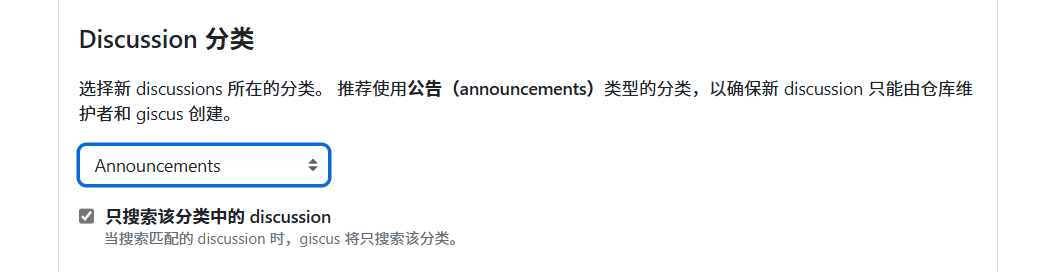 Discussion 分类
选择新 discussions 所在的分类。 推荐使用公告（announcements）类型的分类，以确保新 discussion 只能由仓库维
护者和 giscus 创建。
Announcements
只搜索该分类中的 discussion
当搜索匹配的 discussion 时，giscus 将只搜索该分类。